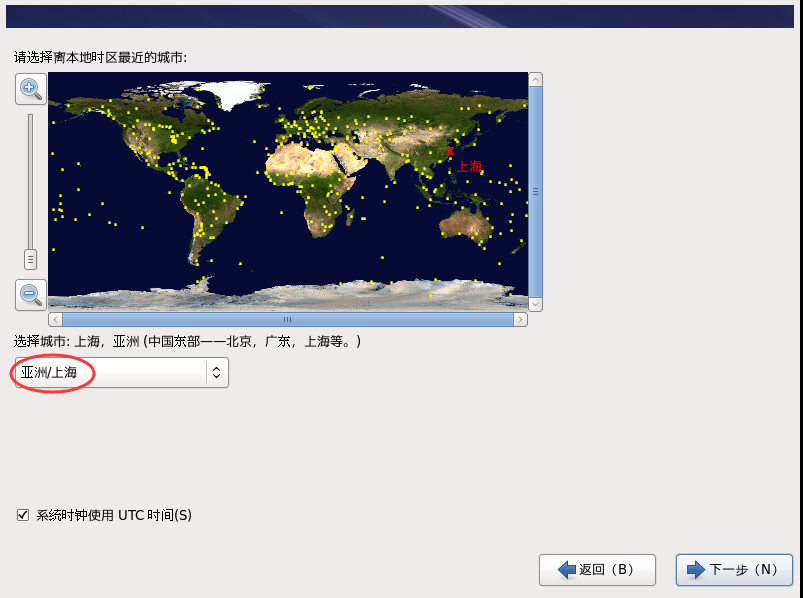 请选择离本地时区最近的城市:
上海
选择城市: 上海，亚洲 (中国东部——北京，广东，上海等。)
亚洲/上海
系统时钟使用 UTC 时间(S)
返回（B）
下一步（N）